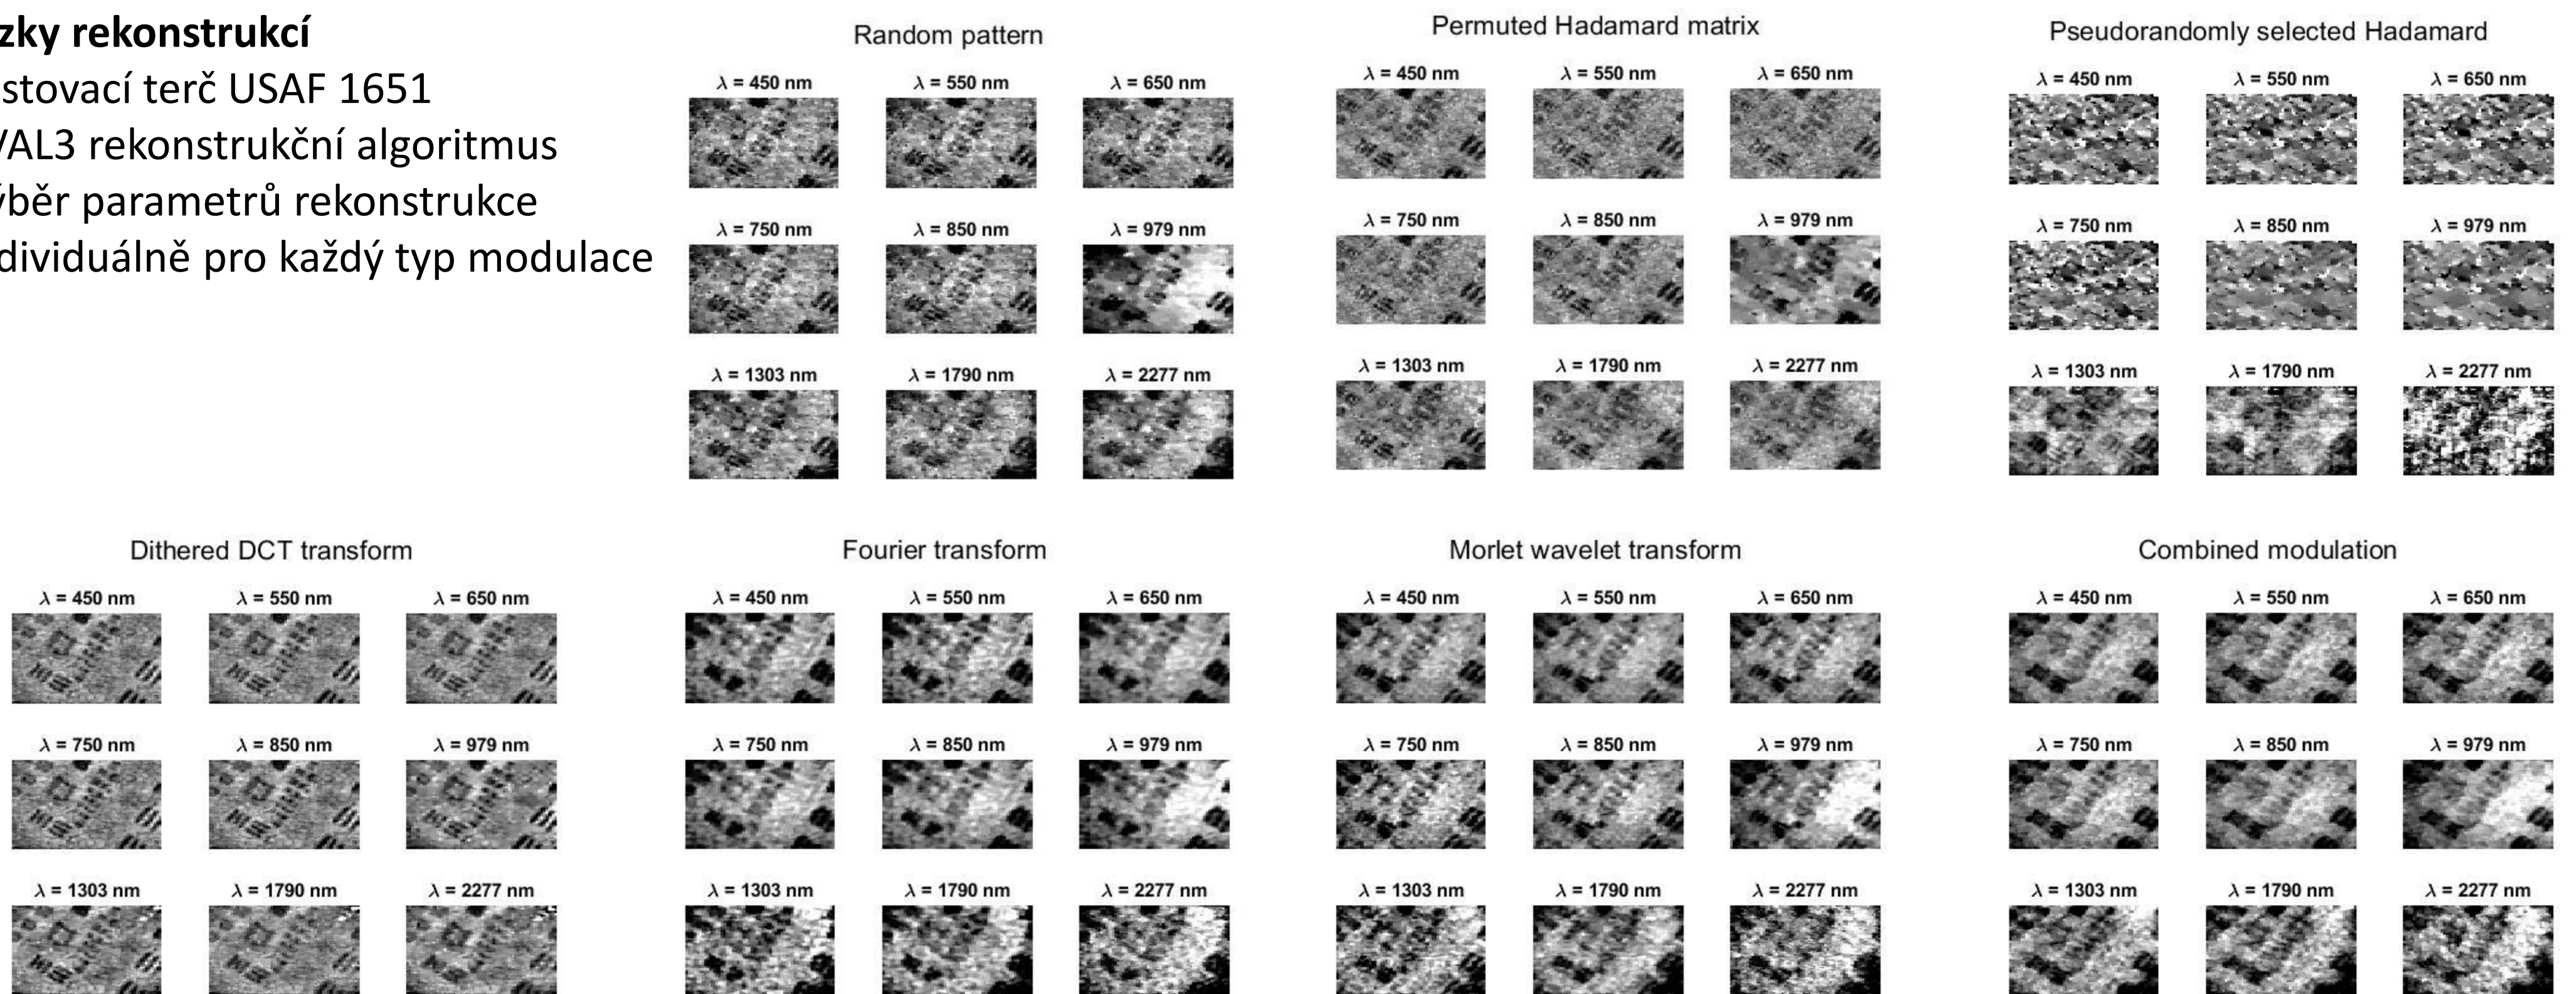 zky rekonstrukcí
stovací terč USAF 1651
VAL3 rekonstrukční algoritmus
ýběr parametrů rekonstrukce
dividuálně pro každý typ modulace
Random pattern
λ = 450 nm λ = 550 nm λ = 650 nm
λ = 750 nm λ = 850 nm λ = 979 nm
λ = 1303 nm λ = 1790 nm λ = 2277 nm
Permuted Hadamard matrix
λ = 450 nm λ = 550 nm λ = 650 nm
λ = 750 nm λ = 850 nm λ = 979 nm
λ = 1303 nm λ = 1790 nm λ = 2277 nm
Pseudorandomly selected Hadamard
λ = 450 nm λ = 550 nm λ = 650 nm
λ = 750 nm λ = 850 nm λ = 979 nm
λ = 1303 nm λ = 1790 nm λ = 2277 nm
Dithered DCT transform
λ = 450 nm λ = 550 nm λ = 650 nm
λ = 750 nm λ = 850 nm λ = 979 nm
λ = 1303 nm λ = 1790 nm λ = 2277 nm
Fourier transform
λ = 450 nm λ = 550 nm λ = 650 nm
λ = 750 nm λ = 850 nm λ = 979 nm
λ = 1303 nm λ = 1790 nm λ = 2277 nm
Morlet wavelet transform
λ = 450 nm λ = 550 nm λ = 650 nm
λ = 750 nm λ = 850 nm λ = 979 nm
λ = 1303 nm λ = 1790 nm λ = 2277 nm
Combined modulation
λ = 450 nm λ = 550 nm λ = 650 nm
λ = 750 nm λ = 850 nm λ = 979 nm
λ = 1303 nm λ = 1790 nm λ = 2277 nm